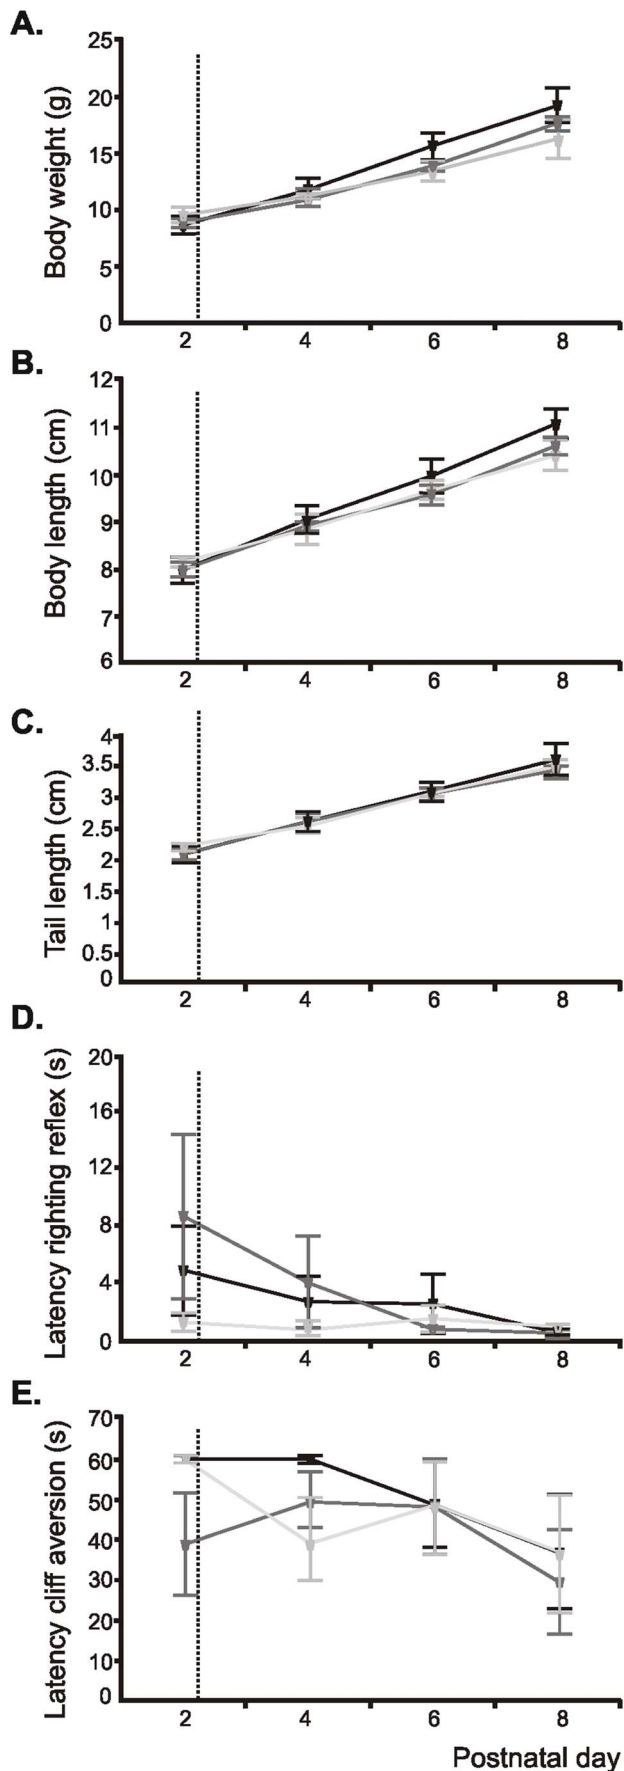 A.
Body weight (g)
25
20
15
10
5
0
2 4 6 8
B.
Body length (cm)
12
11
10
9
8
7
6
2 4 6 8
C.
Tail length (cm)
4
3.5
3
2.5
2
1.5
1
0.5
0
2 4 6 8
D.
Latency righting reflex (s)
20
16
12
8
4
0
2 4 6 8
E.
Latency cliff aversion (s)
70
60
50
40
30
20
10
0
2 4 6 8
Postnatal day